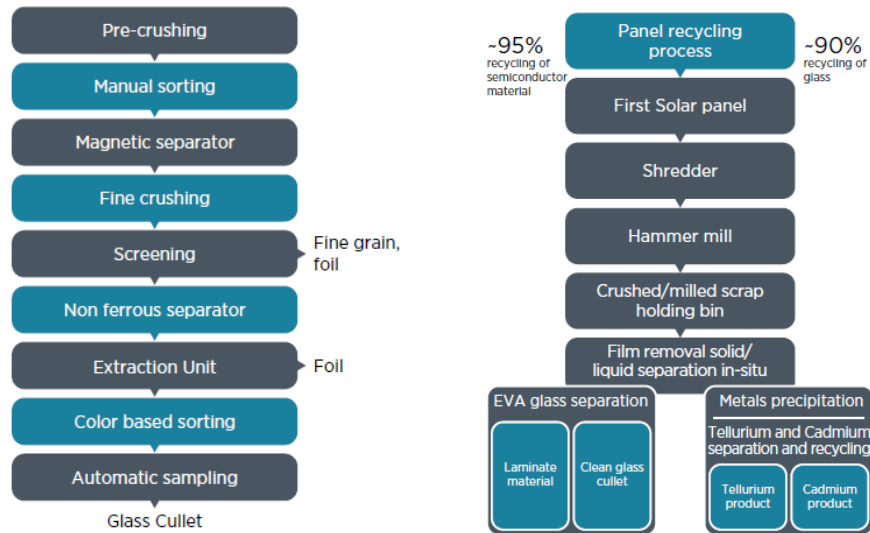 Pre-crushing
Manual sorting
Magnetic separator
Fine crushing
Screening
Fine grain,
foil
Non ferrous separator
Extraction Unit
Foil
Color based sorting
Automatic sampling
Glass Cullet
~95%
recycling of
semiconductor
material
Panel recycling
process
~90%
recycling of
glass
First Solar panel
Shredder
Hammer mill
Crushed/milled scrap
holding bin
Film removal solid/
liquid separation in-situ
EVA glass separation
Laminate
material
Clean glass
cullet
Metals precipitation
Tellurium and Cadmium
separation and recycling
Tellurium
product
Cadmium
product